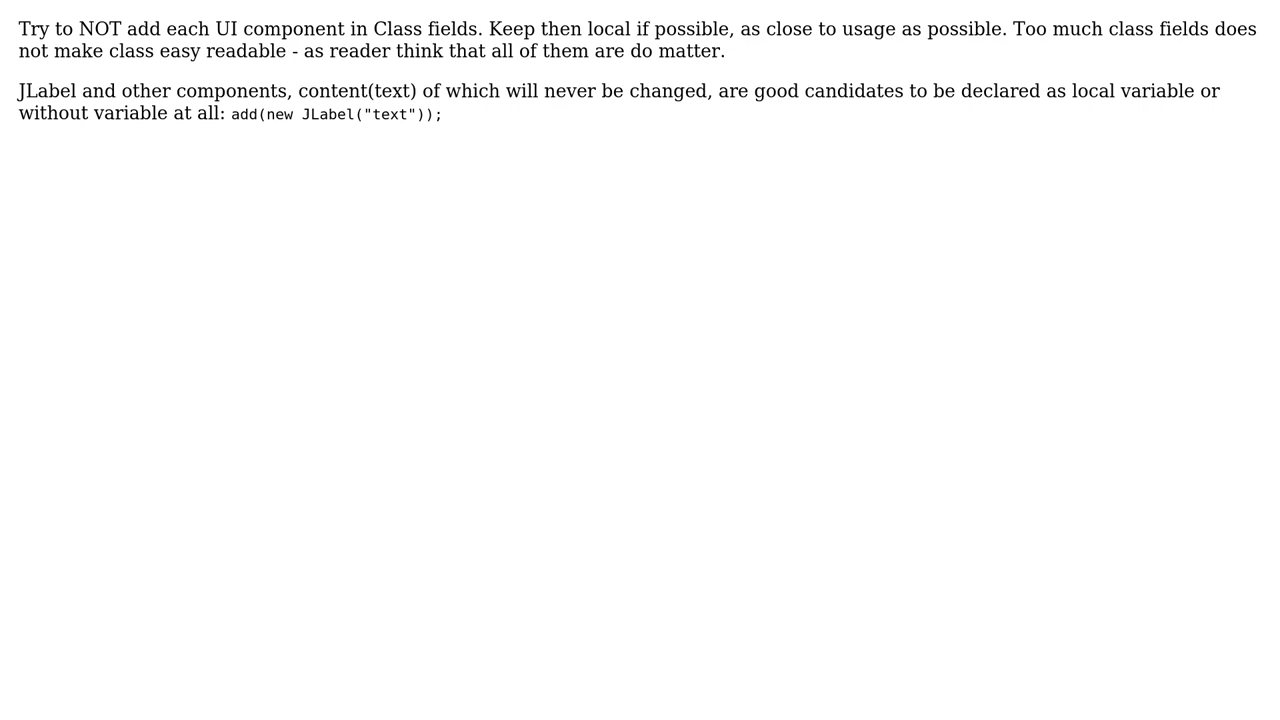 Try to NOT add each UI component in Class fields. Keep then local if possible, as close to usage as possible. Too much class fields does
not make class easy readable - as reader think that all of them are do matter.
JLabel and other components, content(text) of which will never be changed, are good candidates to be declared as local variable or
without variable at all: add(new JLabel("text"));